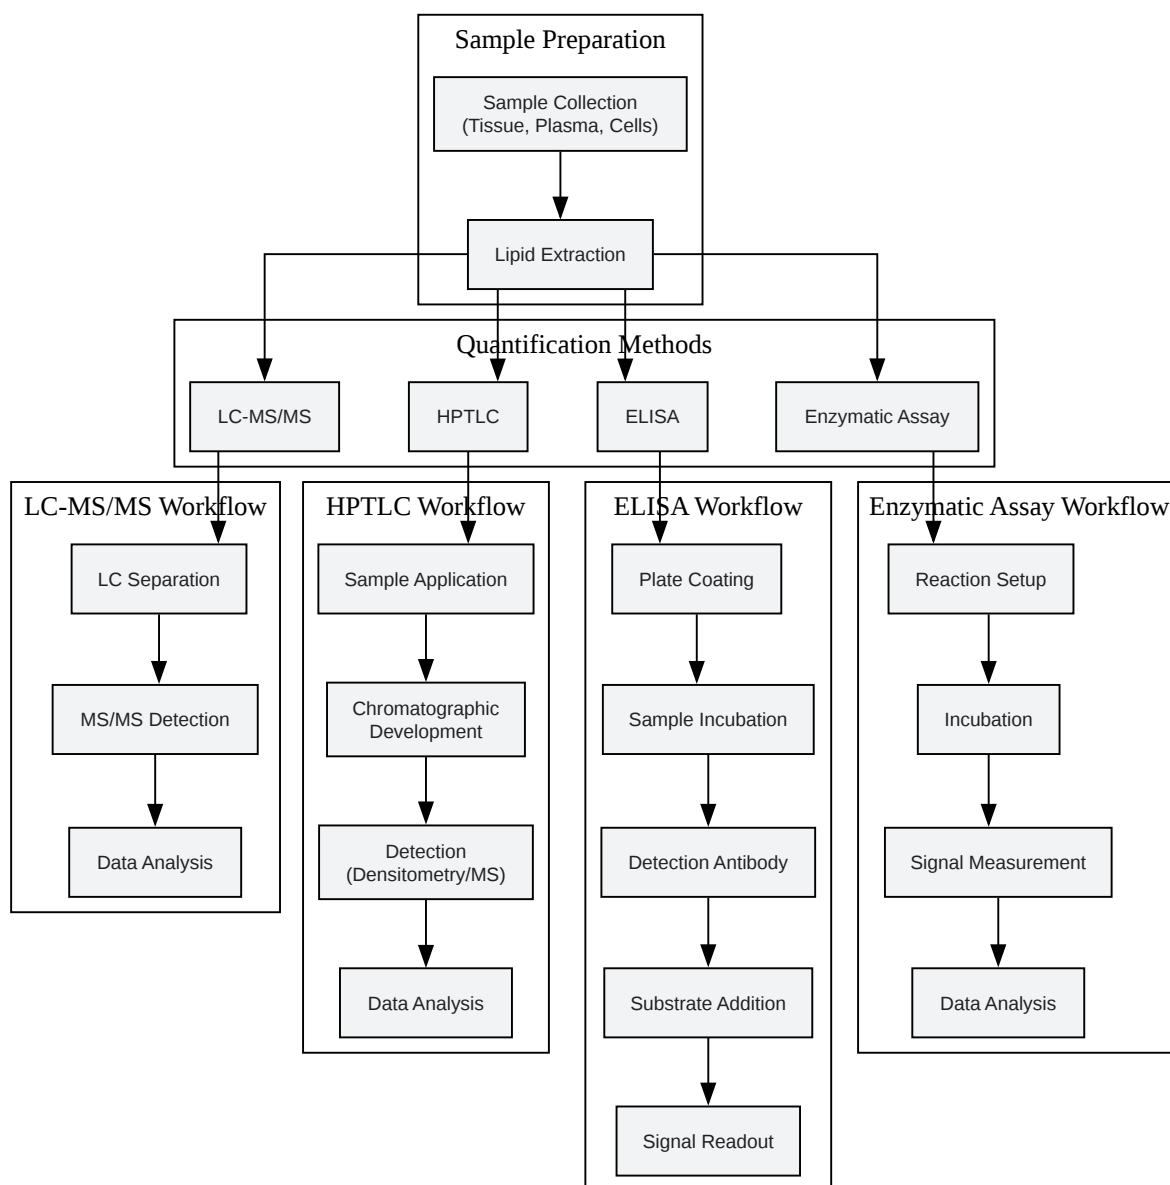 Sample Preparation
Sample Collection
(Tissue, Plasma, Cells)
Lipid Extraction
Quantification Methods
LC-MS/MS
HPTLC
ELISA
Enzymatic Assay
LC-MS/MS Workflow
LC Separation
MS/MS Detection
Data Analysis
HPTLC Workflow
Sample Application
Chromatographic
Development
Detection
(Densitometry/MS)
Data Analysis
ELISA Workflow
Plate Coating
Sample Incubation
Detection Antibody
Substrate Addition
Signal Readout
Enzymatic Assay Workflow
Reaction Setup
Incubation
Signal Measurement
Data Analysis